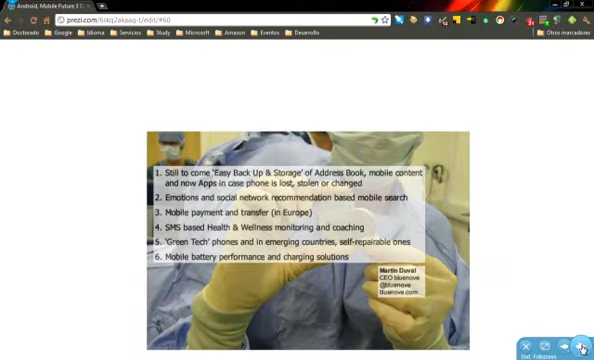 Android, Mobile Future.
prezi.com/6skq2akaaq-t/edit/#60
Doctorado
Google
Idioma
Servicios
Study
Microsoft
Amazon
Eventos
Desarrollo
Otros marcadores
1. Still to come 'Easy Back Up & Storage' of Address Book, mobile content
and now Apps in case phone is lost, stolen or changed
2. Emotions and social network recommendation based mobile search
3. Mobile payment and transfer (in Europe)
4. SMS based Health & Wellness monitoring and coaching
5. 'Green Tech' phones and in emerging countries, self-repairable ones
6. Mobile battery performance and charging solutions
Martin Duval
CEO bluenove
@bluenove
bluenove.com
End Fullscreen